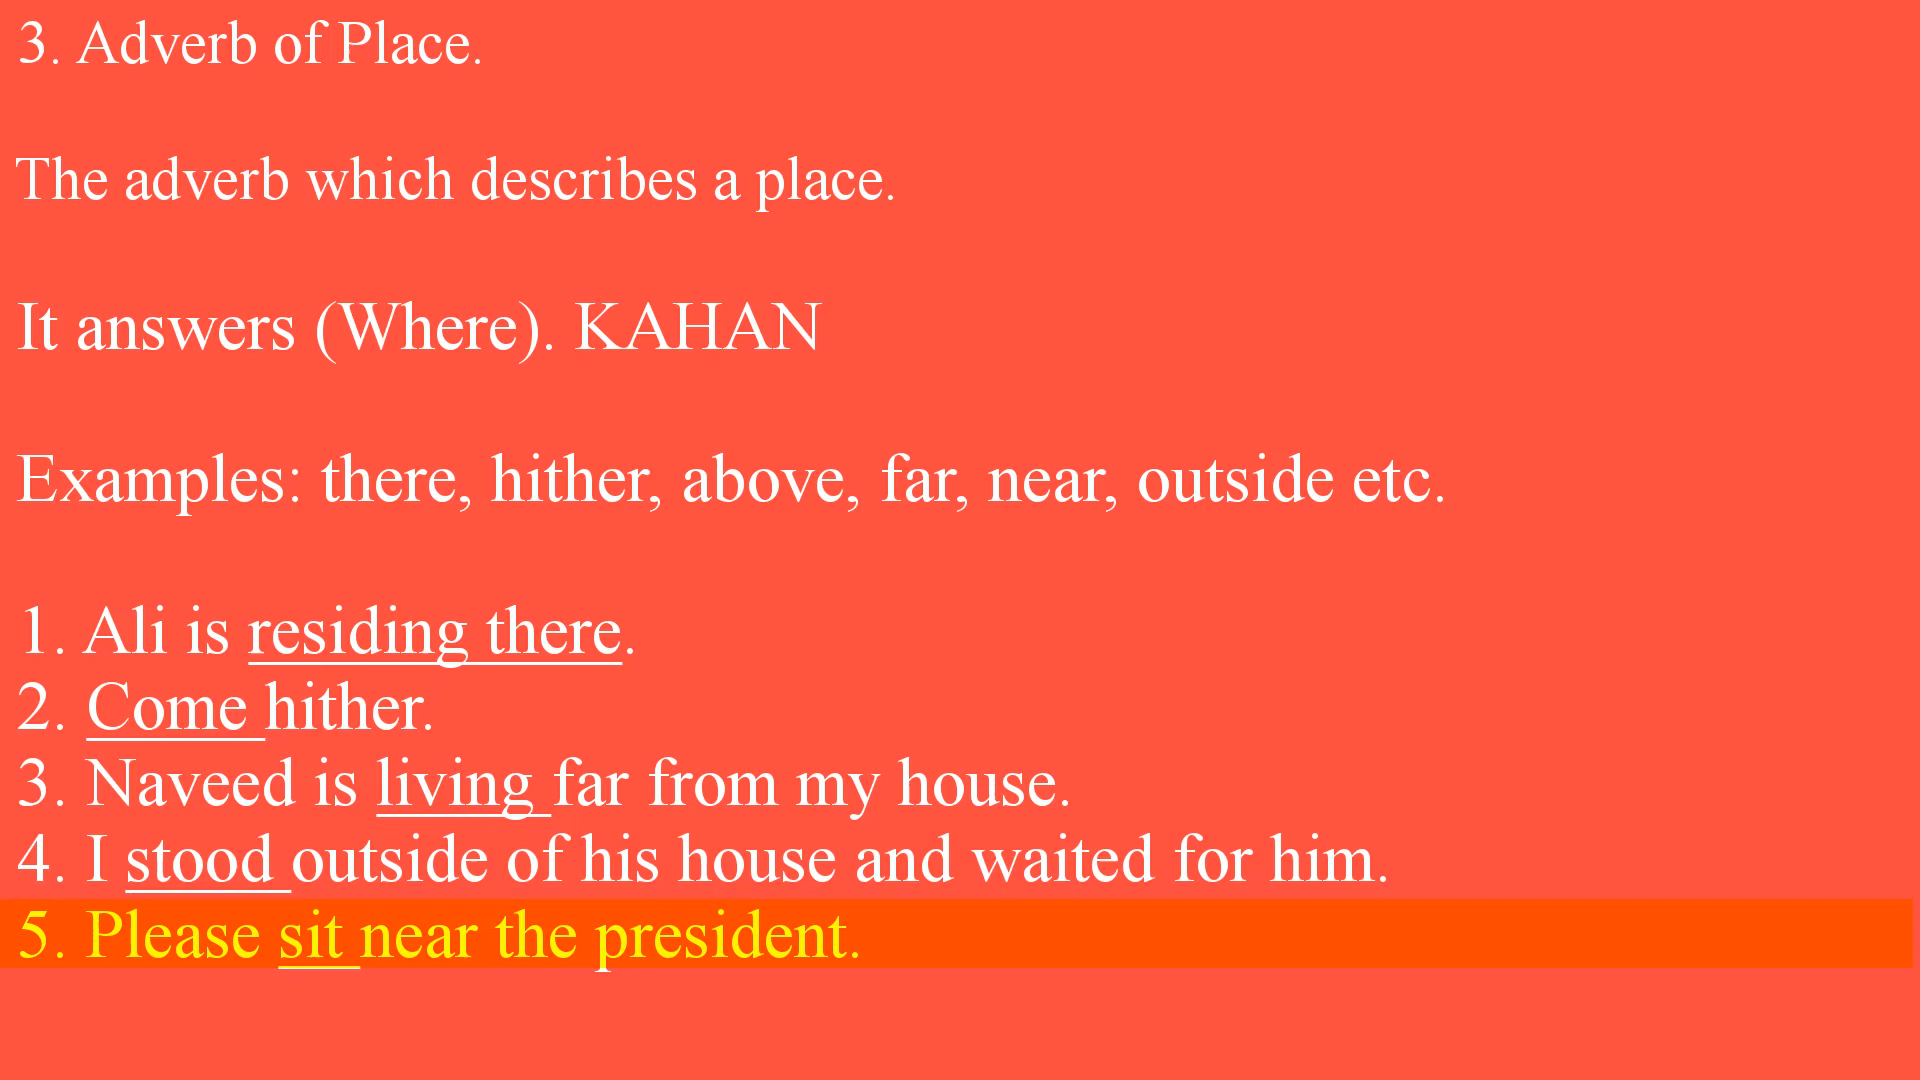 3. Adverb of Place.
The adverb which describes a place.
It answers (Where). KAHAN
Examples: there, hither, above, far, near, outside etc.
1. Ali is residing there.
2. Come hither.
3. Naveed is living far from my house.
4. I stood outside of his house and waited for him.
5. Please sit near the president.